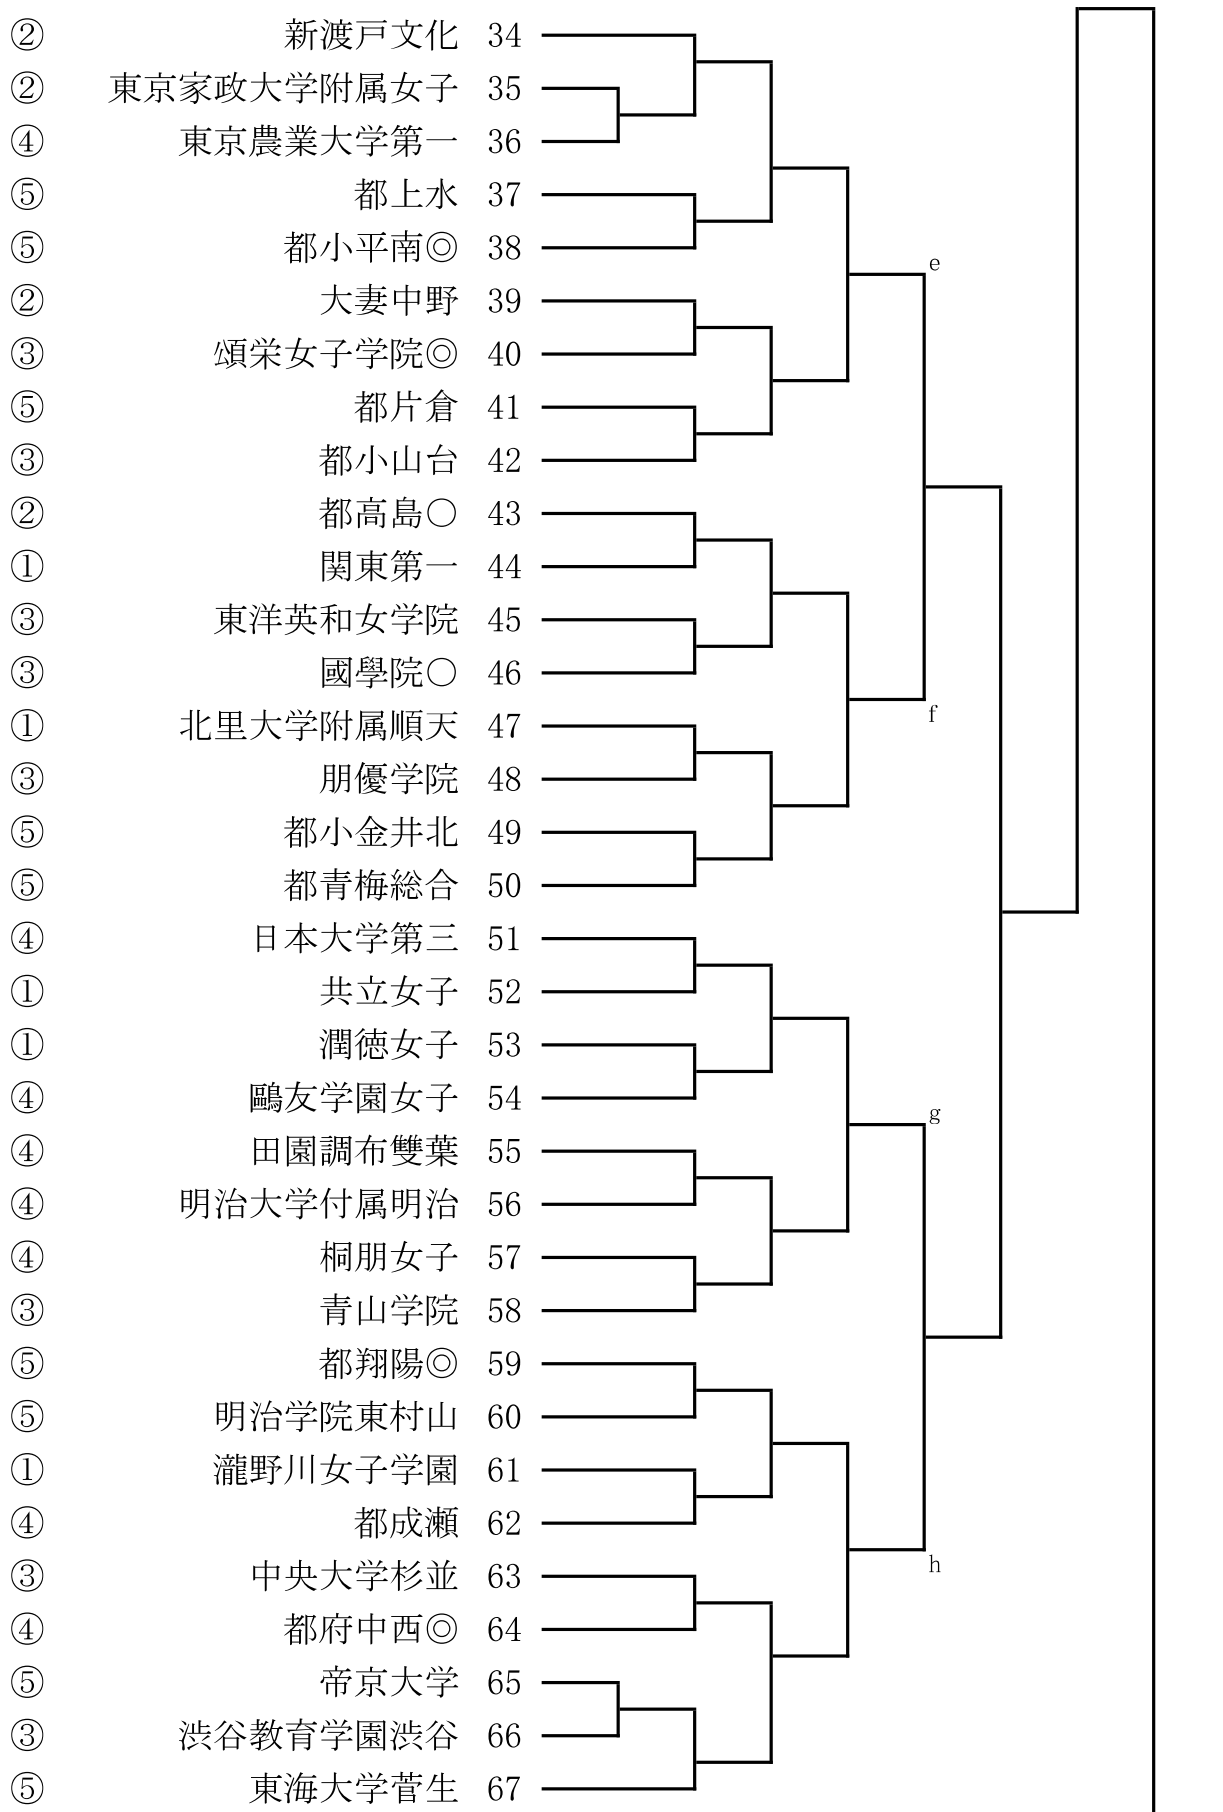 ② 新渡戸文化 34
② 東京家政大学附属女子 35
④ 東京農業大学第一 36
⑤ 都上水 37
⑤ 都小平南◎ 38
e
② 大妻中野 39
③ 頌栄女子学院◎ 40
⑤ 都片倉 41
③ 都小山台 42
② 都高島○ 43
① 関東第一 44
③ 東洋英和女学院 45
③ 國學院○ 46
f
① 北里大学附属順天 47
③ 朋優学院 48
⑤ 都小金井北 49
⑤ 都青梅総合 50
④ 日本大学第三 51
① 共立女子 52
① 潤徳女子 53
④ 鷗友学園女子 54
g
④ 田園調布雙葉 55
④ 明治大学付属明治 56
④ 桐朋女子 57
③ 青山学院 58
⑤ 都翔陽◎ 59
⑤ 明治学院東村山 60
① 瀧野川女子学園 61
④ 都成瀬 62
h
③ 中央大学杉並 63
④ 都府中西◎ 64
⑤ 帝京大学 65
③ 渋谷教育学園渋谷 66
⑤ 東海大学菅生 67